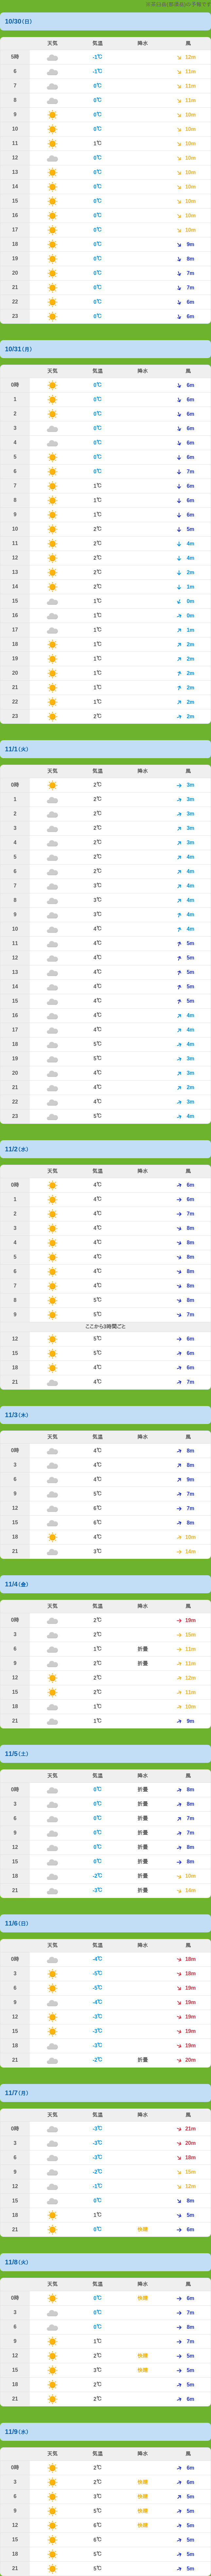 10/30(日)
天気 気温 降水 風
5時 -1℃ 12m
6 -1℃ 11m
7 0℃ 11m
8 0℃ 11m
9 0℃ 10m
10 0℃ 10m
11 1℃ 10m
12 0℃ 10m
13 0℃ 10m
14 0℃ 10m
15 0℃ 10m
16 0℃ 10m
17 0℃ 10m
18 0℃ 9m
19 0℃ 8m
20 0℃ 7m
21 0℃ 7m
22 0℃ 6m
23 0℃ 6m
10/31(月)
天気 気温 降水 風
0時 0℃ 6m
1 0℃ 6m
2 0℃ 6m
3 0℃ 6m
4 0℃ 6m
5 0℃ 6m
6 0℃ 7m
7 1℃ 6m
8 1℃ 6m
9 1℃ 6m
10 2℃ 5m
11 2℃ 4m
12 2℃ 4m
13 2℃ 2m
14 2℃ 1m
15 1℃ 0m
16 1℃ 0m
17 1℃ 1m
18 1℃ 2m
19 1℃ 2m
20 1℃ 2m
21 1℃ 2m
22 1℃ 2m
23 2℃ 2m
11/1(火)
天気 気温 降水 風
0時 2℃ 3m
1 2℃ 3m
2 2℃ 3m
3 2℃ 3m
4 2℃ 3m
5 2℃ 4m
6 2℃ 4m
7 3℃ 4m
8 3℃ 4m
9 3℃ 4m
10 4℃ 4m
11 4℃ 5m
12 4℃ 5m
13 4℃ 5m
14 4℃ 5m
15 4℃ 5m
16 4℃ 4m
17 4℃ 4m
18 5℃ 4m
19 5℃ 3m
20 4℃ 3m
21 4℃ 2m
22 4℃ 3m
23 5℃ 4m
11/2(水)
天気 気温 降水 風
0時 4℃ 6m
1 4℃ 6m
2 4℃ 7m
3 4℃ 8m
4 4℃ 8m
5 4℃ 8m
6 4℃ 8m
7 4℃ 8m
8 5℃ 8m
9 5℃ 7m
ここから3時間ごと
12 5℃ 6m
15 5℃ 6m
18 4℃ 6m
21 4℃ 7m
11/3(木)
天気 気温 降水 風
0時 4℃ 8m
3 4℃ 8m
6 4℃ 9m
9 5℃ 7m
12 6℃ 7m
15 6℃ 8m
18 4℃ 10m
21 3℃ 14m
11/4(金)
天気 気温 降水 風
0時 2℃ 19m
3 2℃ 15m
6 1℃ 折畳 11m
9 2℃ 折畳 11m
12 2℃ 12m
15 2℃ 11m
18 1℃ 10m
21 1℃ 9m
11/5(土)
天気 気温 降水 風
0時 0℃ 折畳 8m
3 0℃ 折畳 8m
6 0℃ 折畳 7m
9 0℃ 折畳 7m
12 0℃ 折畳 8m
15 0℃ 折畳 8m
18 -2℃ 折畳 10m
21 -3℃ 折畳 14m
11/6(日)
天気 気温 降水 風
0時 -4℃ 18m
3 -5℃ 18m
6 -5℃ 19m
9 -4℃ 19m
12 -3℃ 19m
15 -3℃ 19m
18 -3℃ 19m
21 -2℃ 折畳 20m
11/7(月)
天気 気温 降水 風
0時 -3℃ 21m
3 -3℃ 20m
6 -3℃ 18m
9 -2℃ 15m
12 -1℃ 12m
15 0℃ 8m
18 1℃ 5m
21 0℃ 快晴 6m
11/8(火)
天気 気温 降水 風
0時 0℃ 快晴 6m
3 0℃ 7m
6 0℃ 8m
9 1℃ 7m
12 2℃ 快晴 5m
15 3℃ 快晴 5m
18 2℃ 5m
21 2℃ 6m
11/9(水)
天気 気温 降水 風
0時 2℃ 6m
3 2℃ 快晴 6m
6 3℃ 快晴 5m
9 5℃ 快晴 5m
12 6℃ 快晴 5m
15 6℃ 5m
18 5℃ 5m
21 5℃ 5m